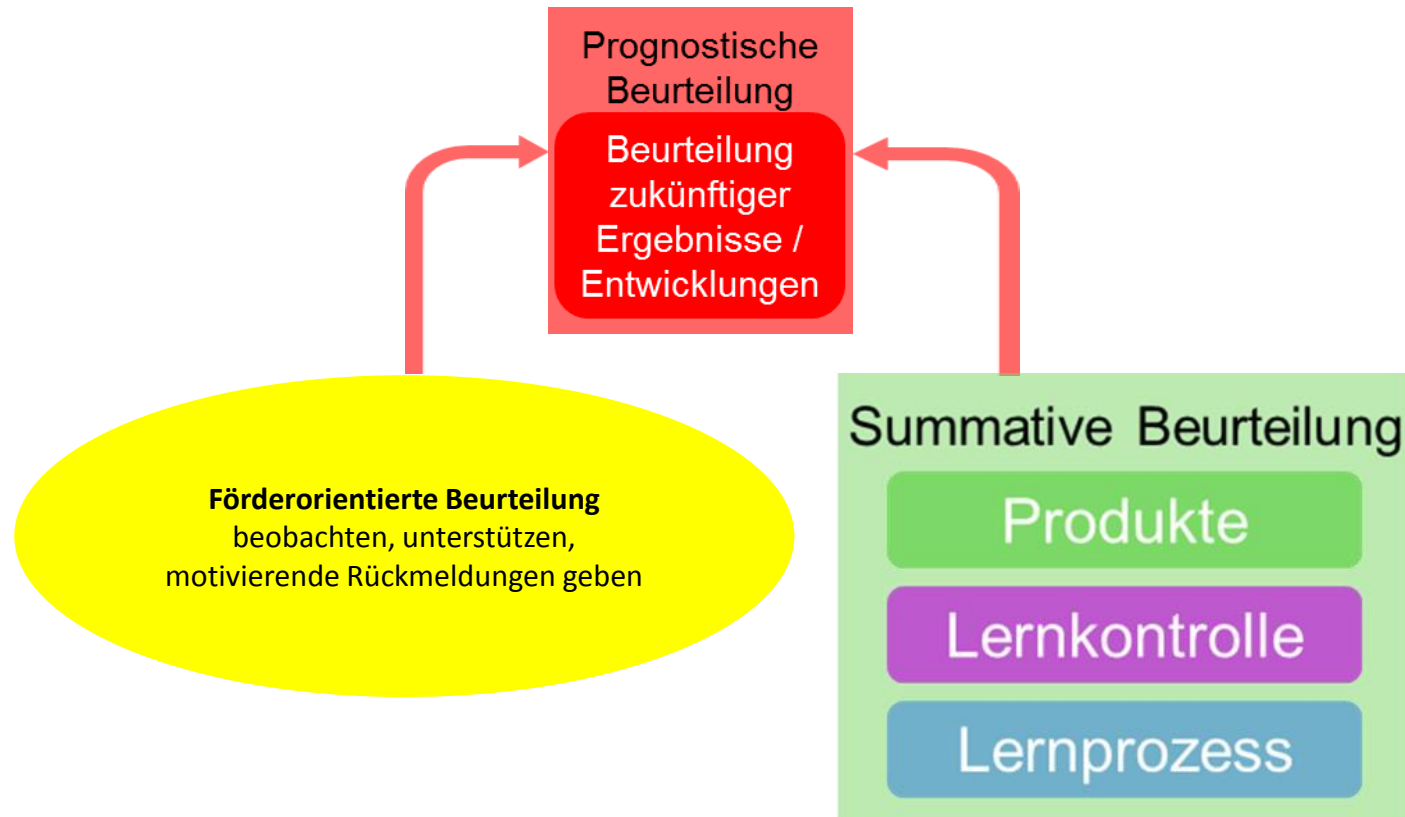 Prognostische
Beurteilung
Beurteilung
zukünftiger
Ergebnisse /
Entwicklungen
Förderorientierte Beurteilung
beobachten, unterstützen,
motivierende Rückmeldungen geben
Summative Beurteilung
Produkte
Lernkontrolle
Lernprozess